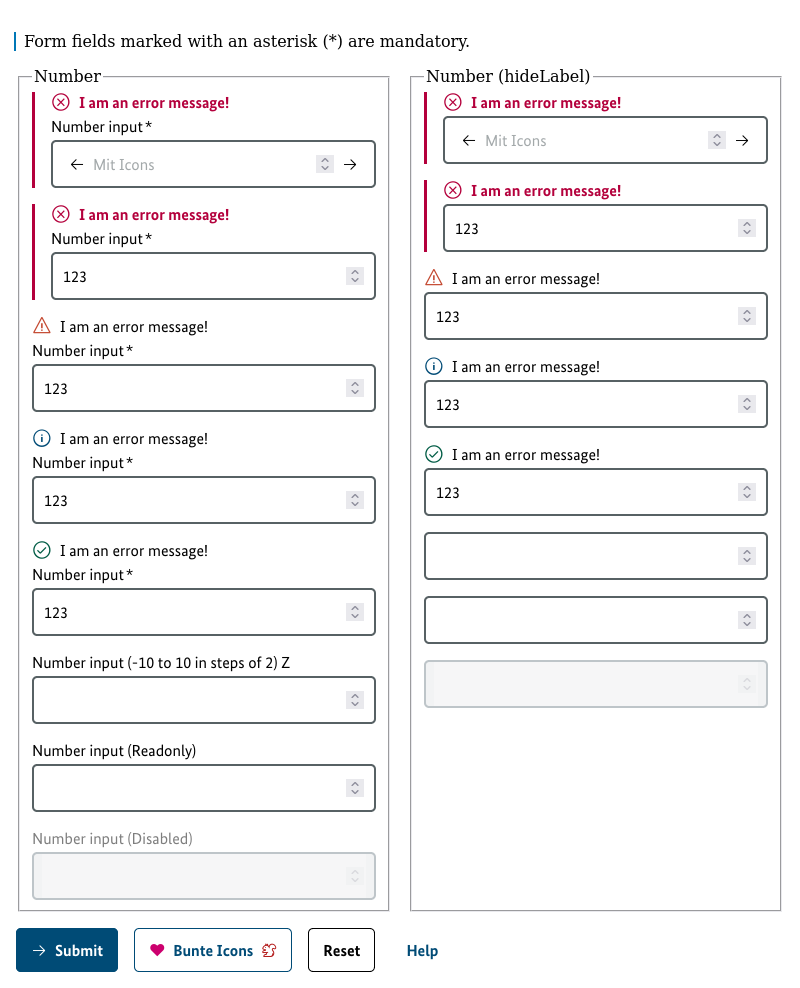 Form fields marked with an asterisk (*) are mandatory.
Number
I am an error message!
Number input*
Mit Icons
I am an error message!
Number input*
123
I am an error message!
Number input*
123
I am an error message!
Number input*
123
I am an error message!
Number input*
123
Number input (-10 to 10 in steps of 2) Z
Number input (Readonly)
Number input (Disabled)
Number (hideLabel)
I am an error message!
Mit Icons
I am an error message!
123
I am an error message!
123
I am an error message!
123
I am an error message!
123
Submit
Bunte Icons
Reset
Help